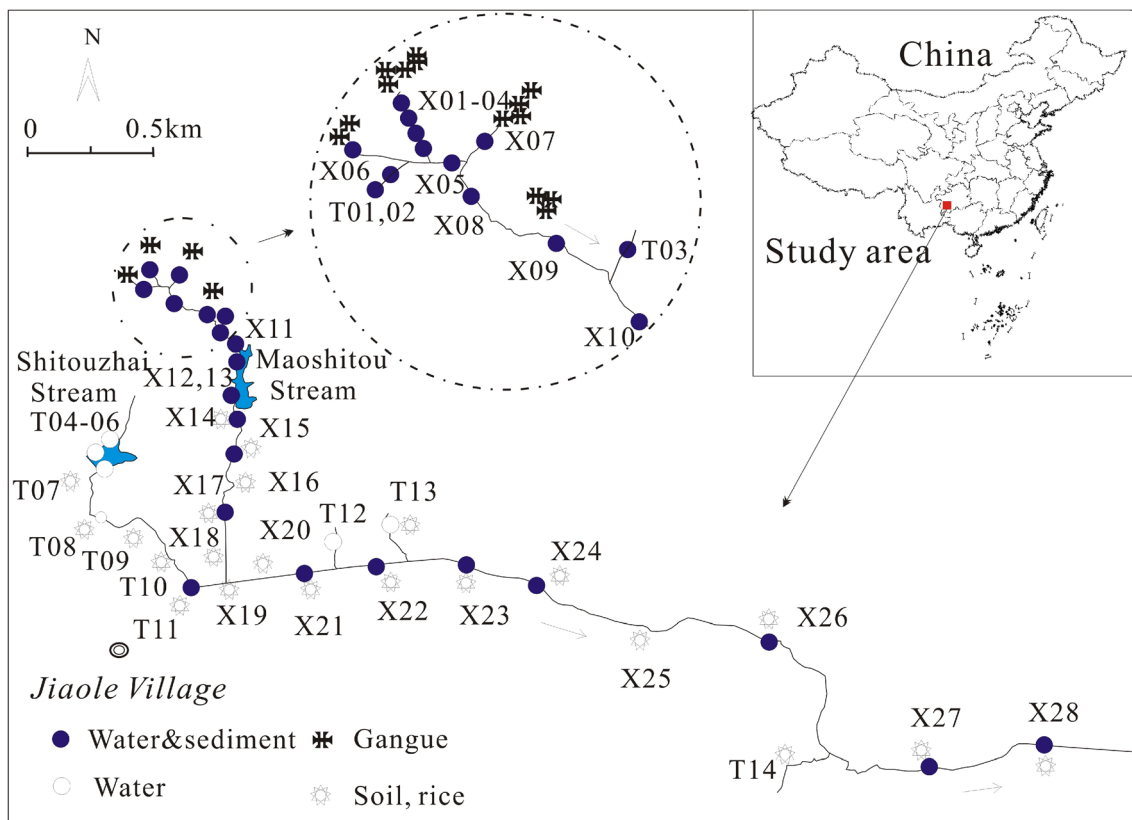 N
China
0 0.5km
X01-04
X07
X06
X05
T01,02
X08
T03
X09
Study area
X10
X11
Shitouzhai
Stream
Maoshitou
Stream
X12,13
T04-06
X14
X15
T07
X17
X16
T13
T12
X20
X18
T08
T09
X24
T10
X19
X22
X23
T11
X21
X26
X25
Jiaole Village
X27
X28
Water&sediment
Gangue
T14
Water
Soil, rice